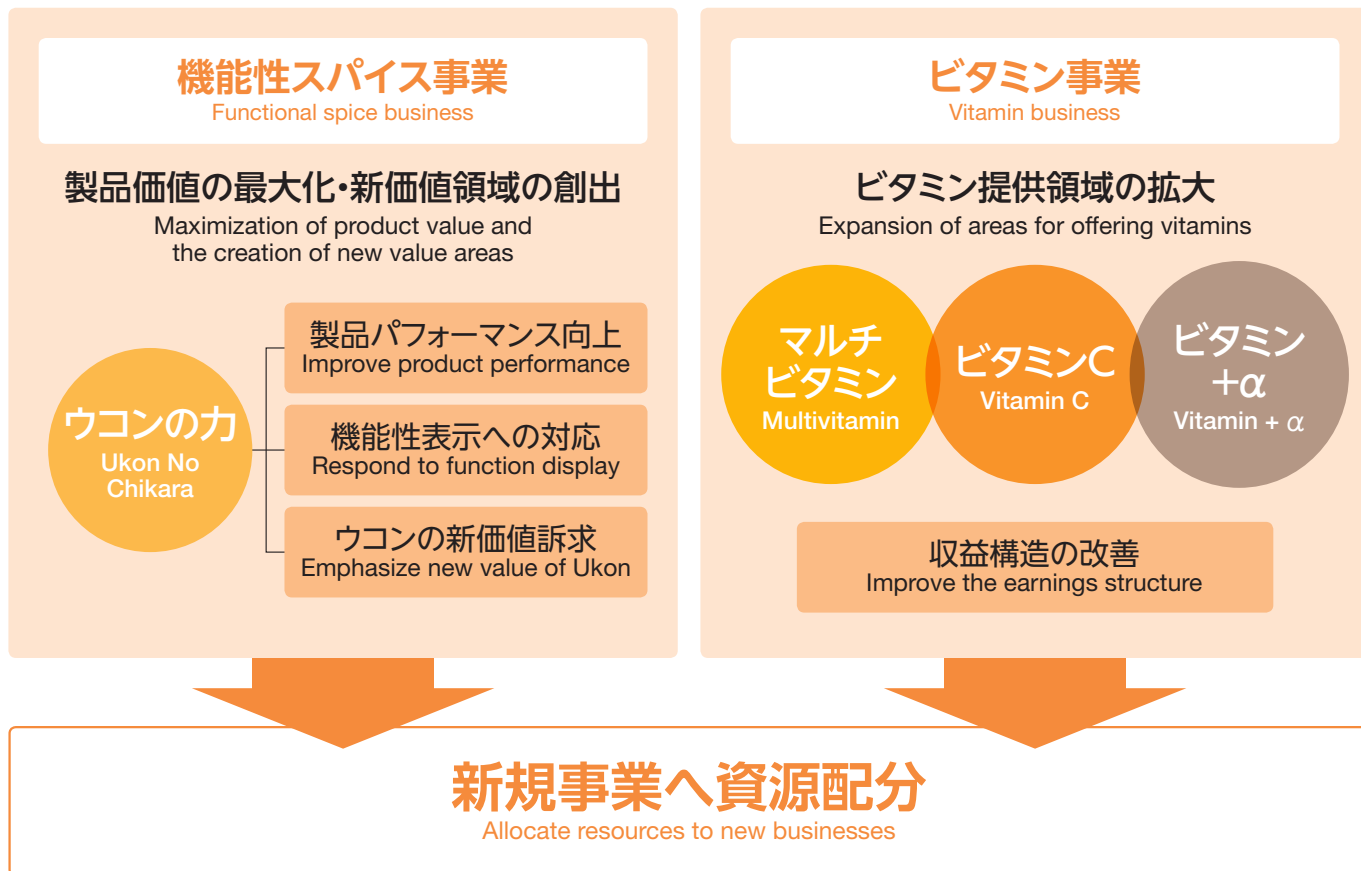 機能性スパイス事業
Functional spice business
製品価値の最大化・新価値領域の創出
Maximization of product value and
the creation of new value areas
ウコンの力
Ukon No
Chikara
製品パフォーマンス向上
Improve product performance
機能性表示への対応
Respond to function display
ウコンの新価値訴求
Emphasize new value of Ukon
ビタミン事業
Vitamin business
ビタミン提供領域の拡大
Expansion of areas for offering vitamins
マルチ
ビタミン
Multivitamin
ビタミンC
Vitamin C
ビタミン
+α
Vitamin + α
収益構造の改善
Improve the earnings structure
新規事業へ資源配分
Allocate resources to new businesses